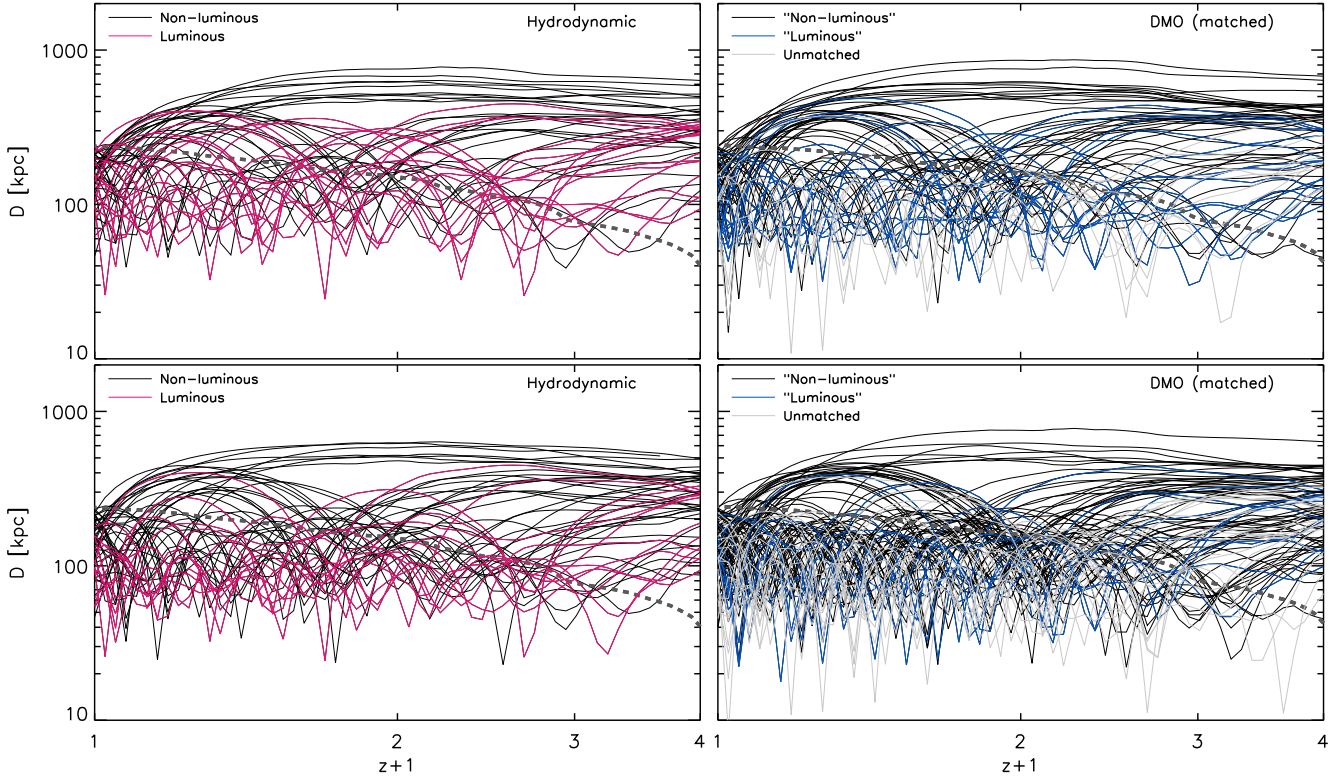 Non-luminous
Luminous
Hydrodynamic
"Non-luminous"
"Luminous"
Unmatched
DMO (matched)
1000
100
10
D [kpc]
Non-luminous
Luminous
Hydrodynamic
"Non-luminous"
"Luminous"
Unmatched
DMO (matched)
1000
100
10
D [kpc]
1
2
3
4
1
2
3
4
z+1
z+1